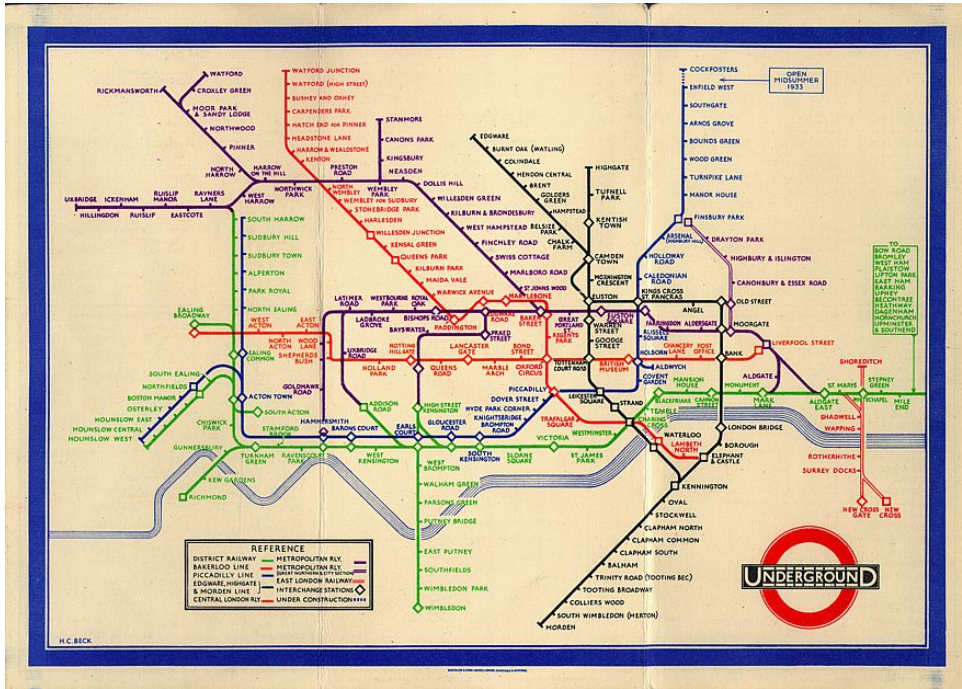 WATFORD
CROXLEY GREEN
RICKMANSWORTH
MOOR PARK
& SANDY LODGE
NORTHWOOD
PINNER
NORTH
HARROW
HARROW
ON THE HILL
NORTHWICK
PARK
PRESTON
ROAD
WEMBLEY
PARK
UXBRIDGE
ICKENHAM
RUISLIP
MANOR
RAYNERS
LANE
WEST
HARROW
HILLINGDON
RUISLIP
EASTCOTE
WATFORD JUNCTION
WATFORD (HIGH STREET)
BUSHEY AND OXHEY
CARPENDERS PARK
HATCH END FOR PINNER
HEADSTONE LANE
HARROW & WEALDSTONE
KENTON
NORTH
WEMBLEY
WEMBLEY FOR SUDBURY
STONEBRIDGE PARK
HARLESDEN
WILLESDEN JUNCTION
KENSAL GREEN
QUEENS PARK
KILBURN PARK
MAIDA VALE
WARWICK AVENUE
STANMORE
CANONS PARK
KINGSBURY
NEASDEN
DOLLIS HILL
WILLESDEN GREEN
KILBURN & BRONDESBURY
WEST HAMPSTEAD
FINCHLEY ROAD
SWISS COTTAGE
MARLBORO ROAD
ST. JOHNS WOOD
MARYLEBONE
EDGWARE
BURNT OAK (WATLING)
COLINDALE
HENDON CENTRAL
BRENT
GOLDERS
GREEN
HAMPSTEAD
BELSIZE
PARK
CHALK
FARM
HIGHGATE
TUFNELL
PARK
KENTISH
TOWN
CAMDEN
TOWN
MORNINGTON
CRESCENT
EUSTON
COCKFOSTERS
ENFIELD WEST
OPEN
MIDSUMMER
1933
SOUTHGATE
ARNOS GROVE
BOUNDS GREEN
WOOD GREEN
TURNPIKE LANE
MANOR HOUSE
FINSBURY PARK
ARSENAL
(HIGHBURY HILL)
HOLLOWAY
ROAD
CALEDONIAN
ROAD
KINGS CROSS
ST. PANCRAS
DRAYTON PARK
HIGHBURY & ISLINGTON
CANONBURY & ESSEX ROAD
OLD STREET
ANGEL
MOORGATE
TO
BOW ROAD
BROMLEY
WEST HAM
PLAISTOW
UPTON PARK
EAST HAM
BARKING
UPNEY
BECONTREE
HEATHWAY
DAGENHAM
HORNCHURCH
UPMINSTER
& SOUTHEND
SOUTH HARROW
SUDBURY HILL
SUDBURY TOWN
ALPERTON
PARK ROYAL
NORTH EALING
EALING
BROADWAY
WEST
ACTON
EAST
ACTON
NORTH
ACTON
WOOD
LANE
SHEPHERDS
BUSH
EALING
COMMON
LATIMER
ROAD
LADBROKE
GROVE
WESTBOURNE
PARK
ROYAL
OAK
BISHOPS ROAD
PADDINGTON
EDGWARE
ROAD
BAKER
STREET
GREAT
PORTLAND
ST.
REGENTS
PARK
WARREN
STREET
EUSTON
SQUARE
GOODGE
STREET
RUSSELL
SQUARE
FARRINGDON
ALDERSGATE
UXBRIDGE
ROAD
BAYSWATER
PRAED
STREET
NOTTING
HILL GATE
HOLLAND
PARK
QUEENS
ROAD
LANCASTER
GATE
MARBLE
ARCH
BOND
STREET
OXFORD
CIRCUS
TOTTENHAM
COURT ROAD
BRITISH
MUSEUM
HOLBORN
CHANCERY
LANE
POST
OFFICE
BANK
LIVERPOOL STREET
ALDWYCH
COVENT
GARDEN
SOUTH EALING
NORTHFIELDS
BOSTON MANOR
OSTERLEY
HOUNSLOW EAST
HOUNSLOW CENTRAL
HOUNSLOW WEST
ACTON TOWN
SOUTH ACTON
CHISWICK
PARK
GUNNERSBURY
KEW GARDENS
RICHMOND
TURNHAM
GREEN
STAMFORD
BROOK
RAVENSCOURT
PARK
GOLDHAWK
ROAD
HAMMERSMITH
BARONS COURT
WEST
KENSINGTON
ADDISON
ROAD
HIGH STREET
KENSINGTON
EARLS
COURT
GLOUCESTER
ROAD
SOUTH
KENSINGTON
SLOANE
SQUARE
VICTORIA
ST. JAMES
PARK
WESTMINSTER
PICCADILLY
DOVER STREET
HYDE PARK CORNER
KNIGHTSBRIDGE
BROMPTON
ROAD
LEICESTER
SQUARE
STRAND
TRAFALGAR
SQUARE
CHARING
CROSS
TEMPLE
BLACKFRIARS
MANSION
HOUSE
CANNON
STREET
MONUMENT
MARK
LANE
ALDGATE
ALDGATE
EAST
ST. MARYS
WHITECHAPEL
STEPNEY
GREEN
MILE
END
SHOREDITCH
SHADWELL
WAPPING
ROTHERHITHE
SURREY DOCKS
NEW CROSS
GATE
NEW
CROSS
WATERLOO
LAMBETH
NORTH
LONDON BRIDGE
BOROUGH
ELEPHANT
& CASTLE
KENNINGTON
OVAL
STOCKWELL
CLAPHAM NORTH
CLAPHAM COMMON
CLAPHAM SOUTH
BALHAM
TRINITY ROAD (TOOTING BEC)
TOOTING BROADWAY
COLLIERS WOOD
SOUTH WIMBLEDON (MERTON)
MORDEN
WEST
BROMPTON
WALHAM GREEN
PARSONS GREEN
PUTNEY BRIDGE
EAST PUTNEY
SOUTHFIELDS
WIMBLEDON PARK
WIMBLEDON
REFERENCE
DISTRICT RAILWAY
BAKERLOO LINE
PICCADILLY LINE
EDGWARE, HIGHGATE
& MORDEN LINE
CENTRAL LONDON RLY.
METROPOLITAN RLY.
METROPOLITAN RLY.
(GREAT NORTHERN & CITY SECTION)
EAST LONDON RAILWAY
INTERCHANGE STATIONS
UNDER CONSTRUCTION
UNDERGROUND
H.C. BECK